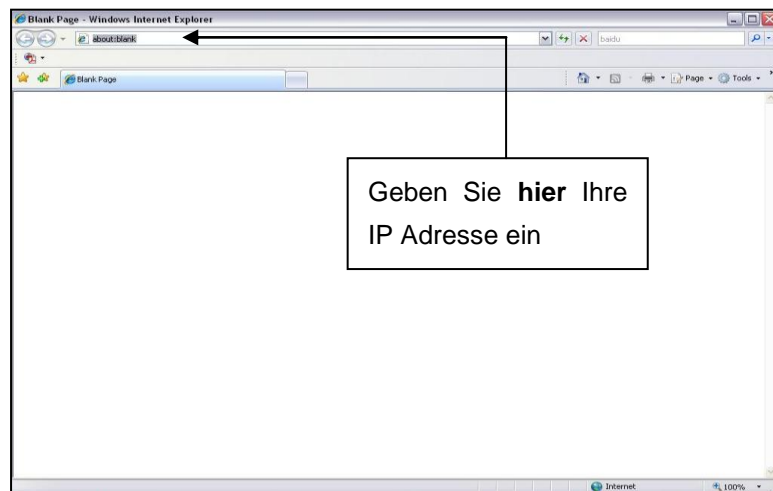 Blank Page - Windows Internet Explorer
about:blank
baidu
Blank Page
Page
Tools
Geben Sie hier Ihre
IP Adresse ein
Internet
100%